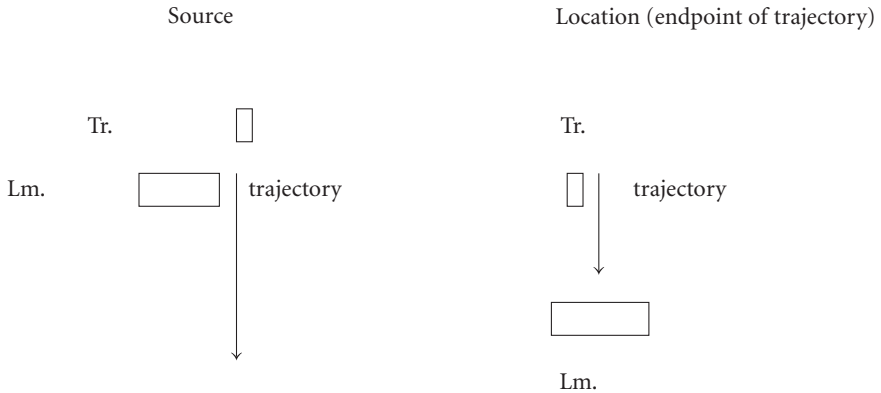 Source
Location (endpoint of trajectory)
Tr.
Tr.
Lm.
trajectory
trajectory
Lm.